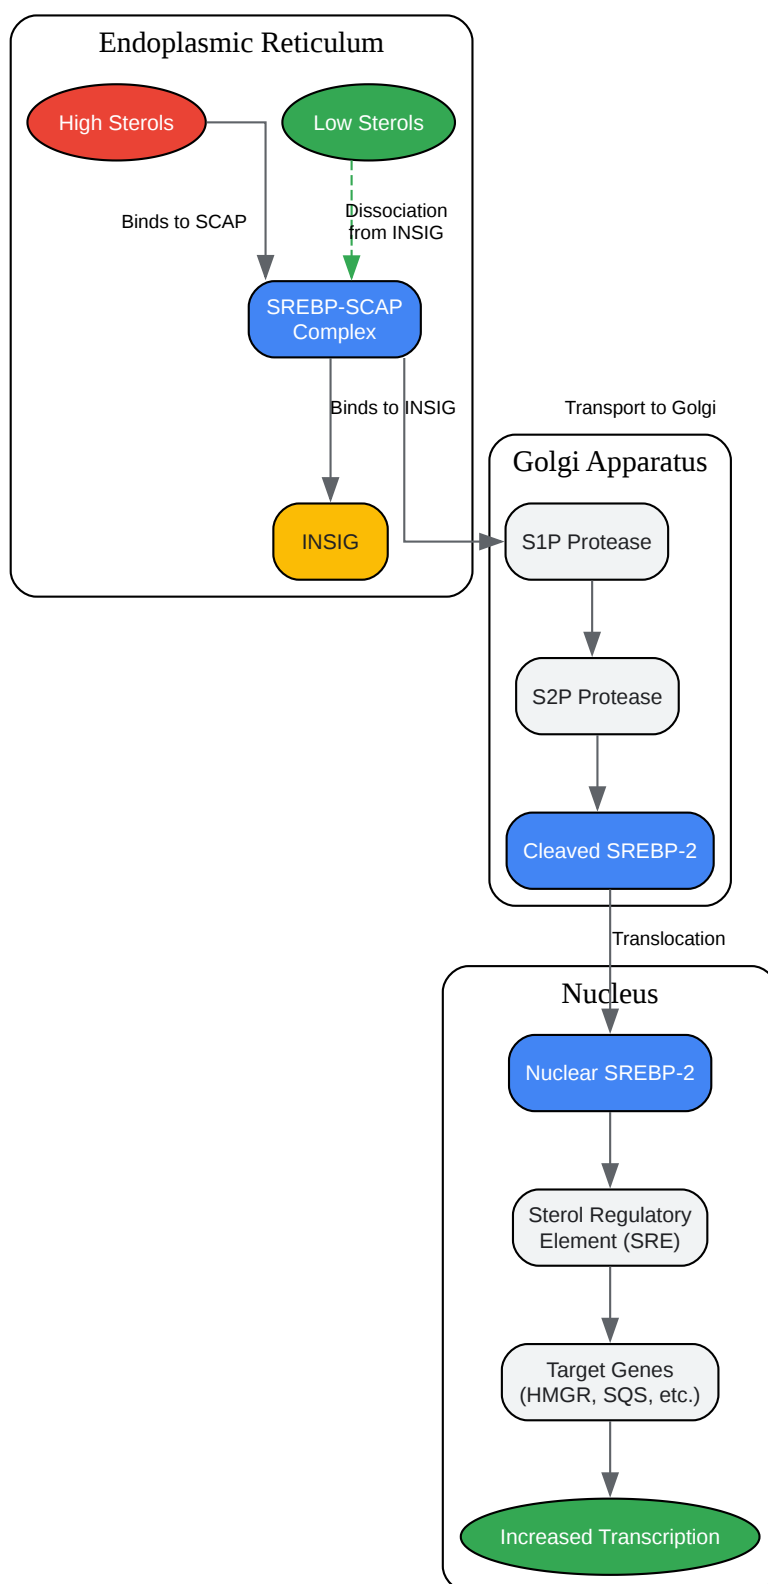 Endoplasmic Reticulum
High Sterols
Low Sterols
Binds to SCAP
Dissociation
from INSIG
SREBP-SCAP
Complex
Binds to INSIG
Transport to Golgi
Golgi Apparatus
INSIG
S1P Protease
S2P Protease
Cleaved SREBP-2
Translocation
Nucleus
Nuclear SREBP-2
Sterol Regulatory
Element (SRE)
Target Genes
(HMGR, SQS, etc.)
Increased Transcription